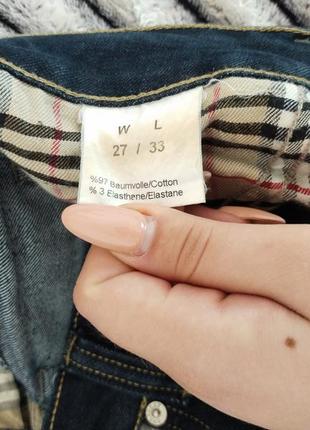 W L
27 / 33
%97 Baumvolle/Cotton
% 3 Elasthene/Elastane